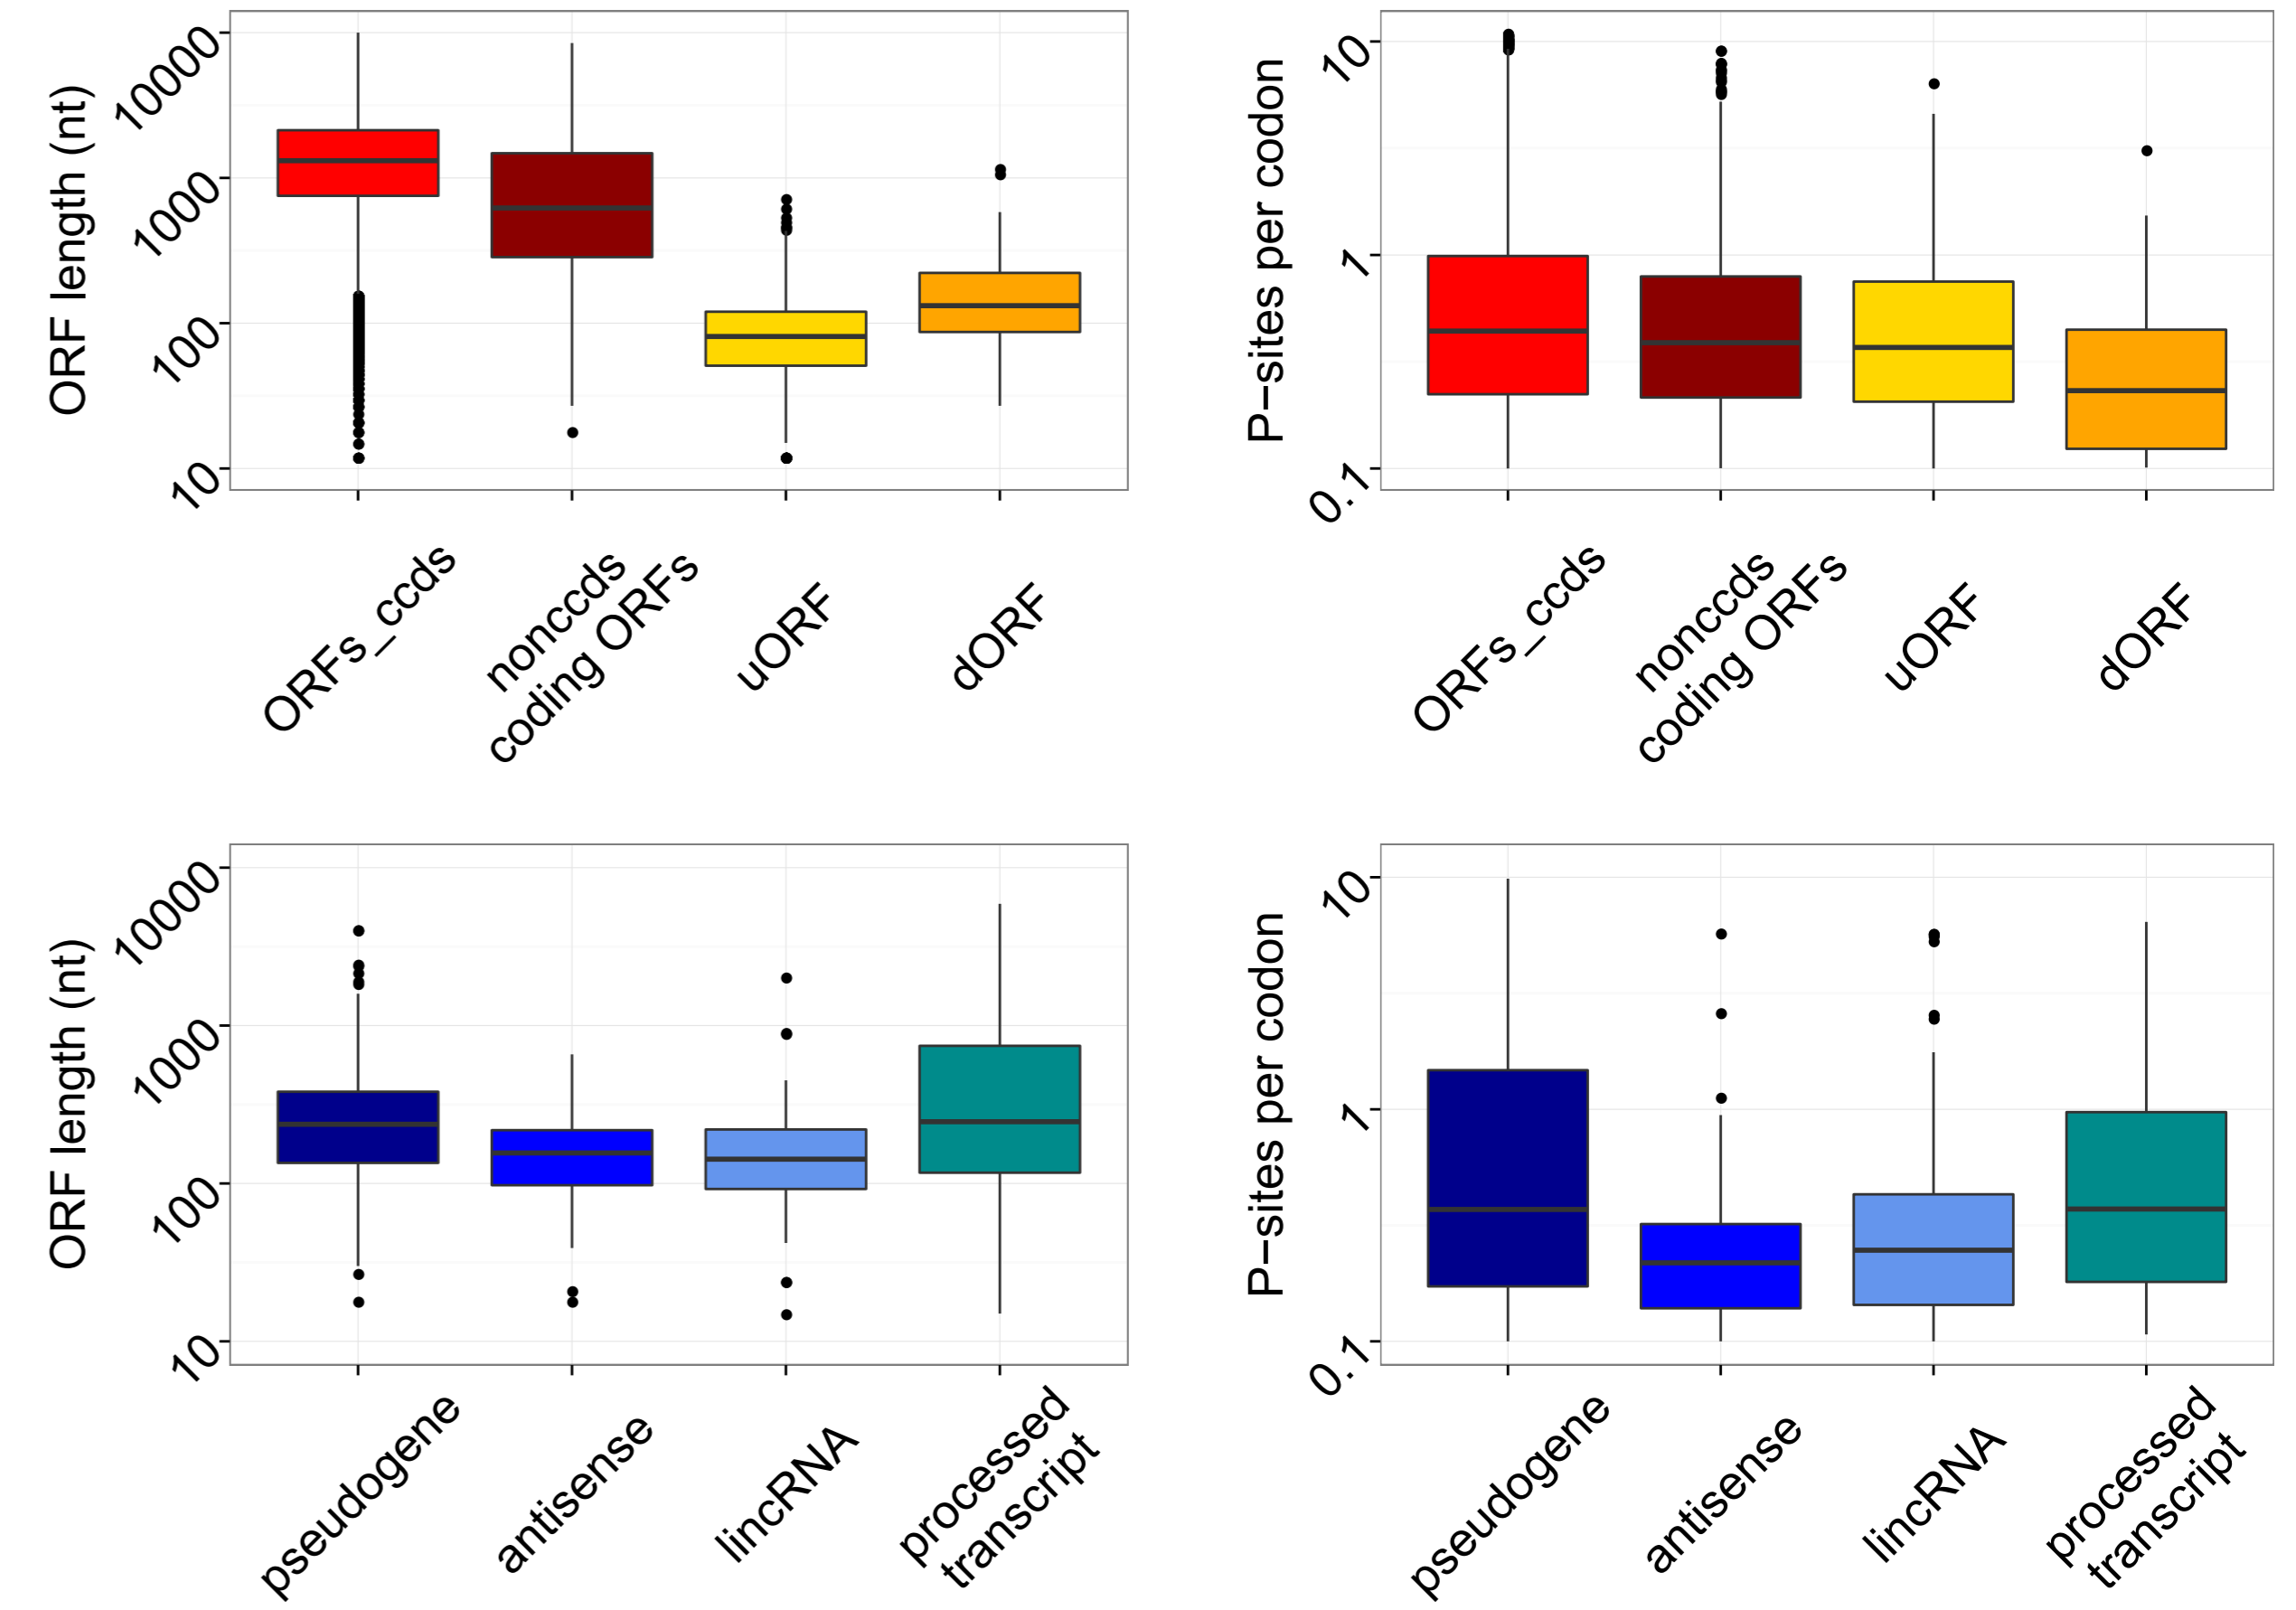 ORF length (nt)
10000
1000
100
10
ORFs_ccds
nonccds
coding ORFs
uORF
dORF
P−sites per codon
10
1
0.1
ORFs_ccds
nonccds
coding ORFs
uORF
dORF
ORF length (nt)
10000
1000
100
10
pseudogene
antisense
lincRNA
processed
transcript
P−sites per codon
10
1
0.1
pseudogene
antisense
lincRNA
processed
transcript